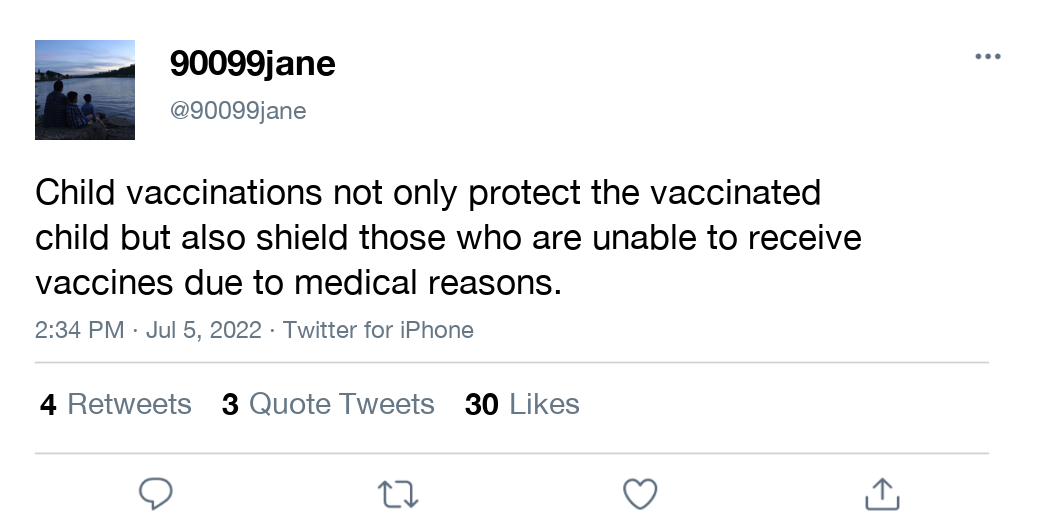 90099jane
@90099jane
Child vaccinations not only protect the vaccinated
child but also shield those who are unable to receive
vaccines due to medical reasons.
2:34 PM · Jul 5, 2022 · Twitter for iPhone
4 Retweets 3 Quote Tweets 30 Likes